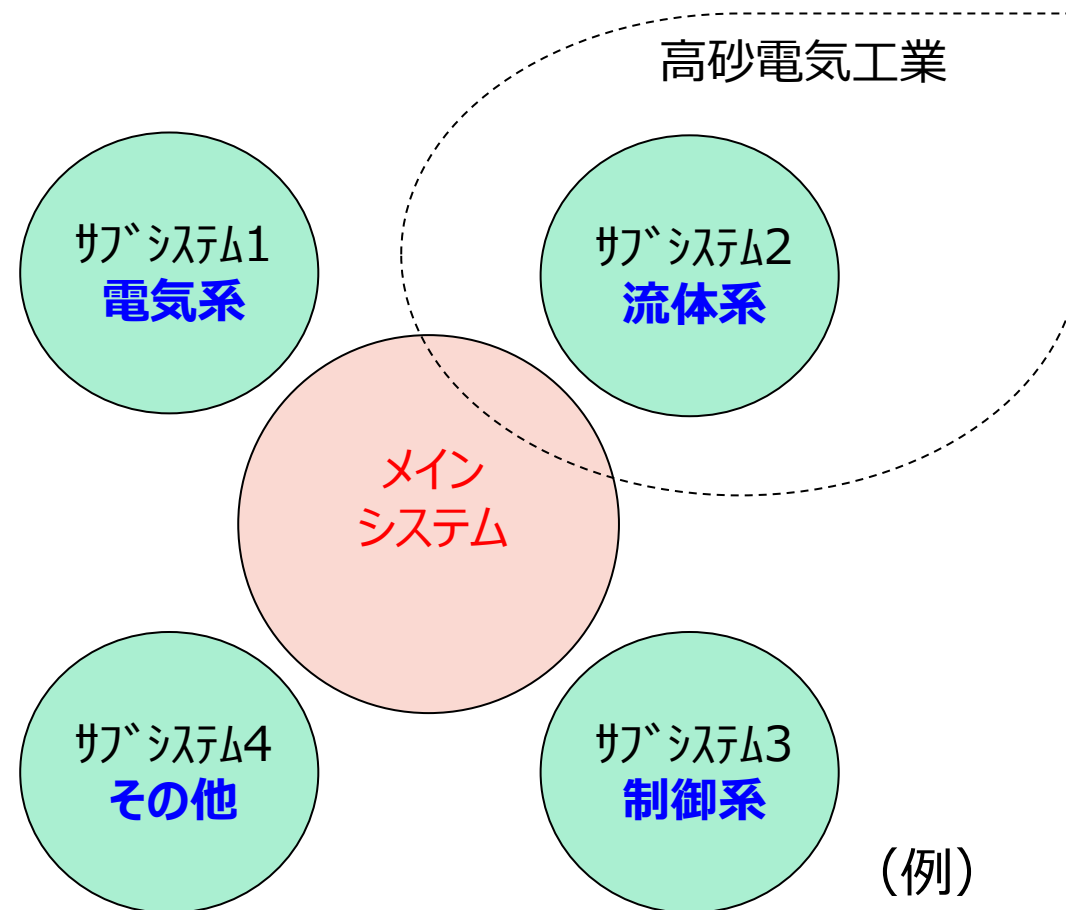 高砂電気工業
ｻﾌﾞｼｽﾃﾑ1
電気系
ｻﾌﾞｼｽﾃﾑ2
流体系
メイン
システム
ｻﾌﾞｼｽﾃﾑ4
その他
ｻﾌﾞｼｽﾃﾑ3
制御系
（例）